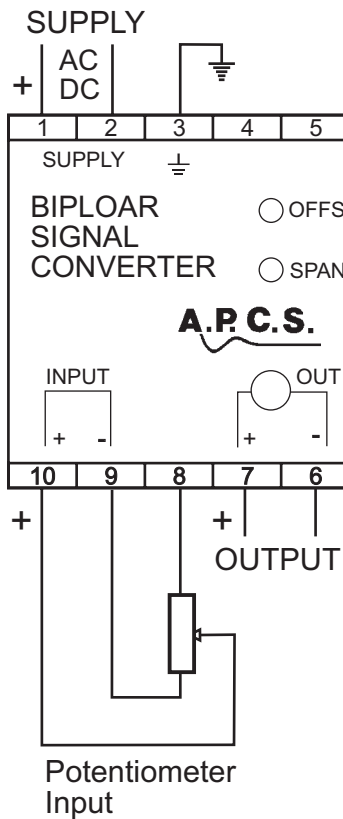 SUPPLY
+ AC
DC
1 2 3 4 5
SUPPLY
BIPLOAR
SIGNAL
CONVERTER
OFFS
SPAN
A.P.C.S.
INPUT
OUT
+ - + -
10 9 8 7 6
+ +
OUTPUT
Potentiometer
Input